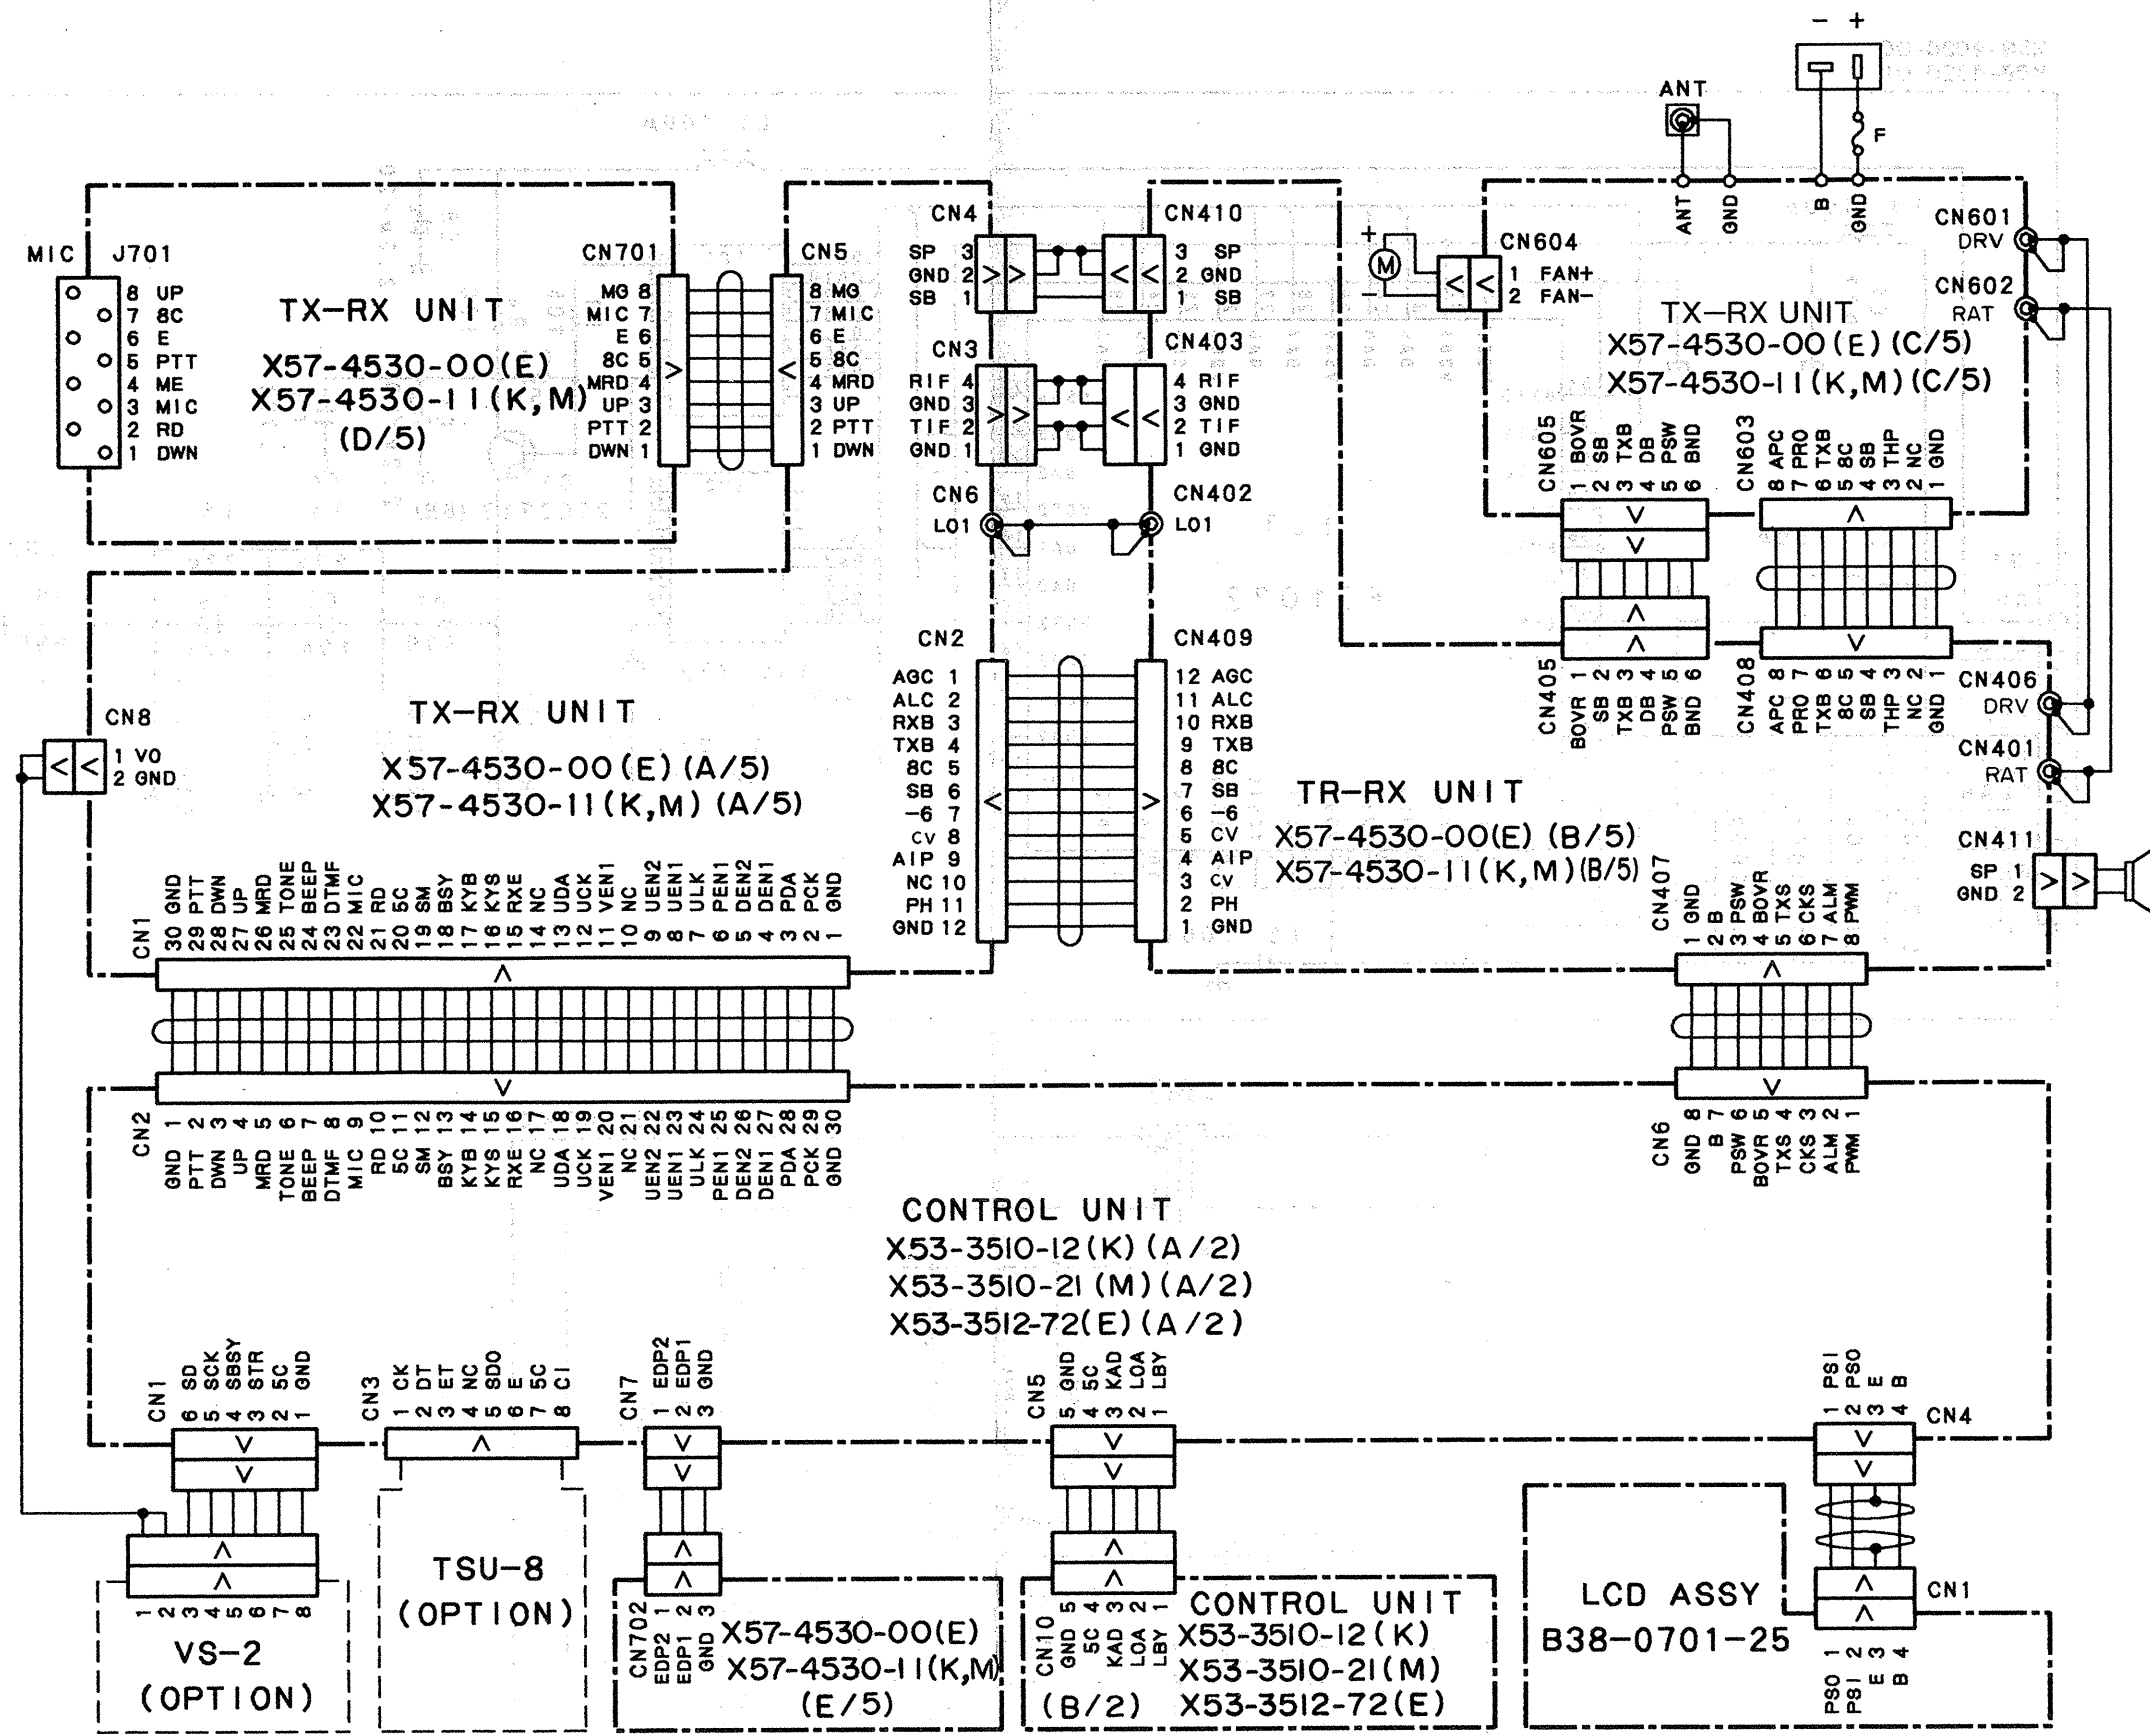 - +
ANT
F
ANT
GND
B
GND
MIC J701
8 UP
7 8C
6 E
5 PTT
4 ME
3 MIC
2 RD
1 DWN
TX-RX UNIT
X57-4530-00(E)
X57-4530-11(K,M)
(D/5)
CN701
MG 8
MIC 7
E 6
8C 5
MRD 4
UP 3
PTT 2
DWN 1
CN5
8 MG
7 MIC
6 E
5 8C
4 MRD
3 UP
2 PTT
1 DWN
CN4
SP 3
GND 2
SB 1
CN410
3 SP
2 GND
1 SB
CN3
RIF 4
GND 3
TIF 2
GND 1
CN403
4 RIF
3 GND
2 TIF
1 GND
CN6
LO1
CN402
LO1
+
M
-
CN604
1 FAN+
2 FAN-
TX-RX UNIT
X57-4530-00(E)(C/5)
X57-4530-11(K,M)(C/5)
CN601
DRV
CN602
RAT
CN605
1 BOVR
2 SB
3 TXB
4 DB
5 PSW
6 BND
CN603
8 APC
7 PRO
6 TXB
5 8C
4 SB
3 THP
2 NC
1 GND
CN405
BOVR 1
SB 2
TXB 3
DB 4
PSW 5
BND 6
CN408
APC 8
PRO 7
TXB 6
8C 5
SB 4
THP 3
NC 2
GND 1
CN406
DRV
CN401
RAT
CN411
SP 1
GND 2
CN8
1 VO
2 GND
TX-RX UNIT
X57-4530-00(E)(A/5)
X57-4530-11(K,M)(A/5)
CN2
AGC 1
ALC 2
RXB 3
TXB 4
8C 5
SB 6
-6 7
CV 8
AIP 9
NC 10
PH 11
GND 12
CN409
12 AGC
11 ALC
10 RXB
9 TXB
8 8C
7 SB
6 -6
5 CV
4 AIP
3 CV
2 PH
1 GND
TR-RX UNIT
X57-4530-00(E)(B/5)
X57-4530-11(K,M)(B/5)
CN407
1 GND
2 B
3 PSW
4 BOVR
5 TXS
6 CKS
7 ALM
8 PWM
CN1
30 GND
29 PTT
28 DWN
27 UP
26 MRD
25 TONE
24 BEEP
23 DTMF
22 MIC
21 RD
20 5C
19 SM
18 BSY
17 KYB
16 KYS
15 RXE
14 NC
13 UDA
12 UCK
11 VEN1
10 NC
9 UEN2
8 UEN1
7 ULK
6 PEN1
5 DEN2
4 DEN1
3 PDA
2 PCK
1 GND
CN2
GND 1
PTT 2
DWN 3
UP 4
MRD 5
TONE 6
BEEP 7
DTMF 8
MIC 9
RD 10
5C 11
SM 12
BSY 13
KYB 14
KYS 15
RXE 16
NC 17
UDA 18
UCK 19
VEN1 20
NC 21
UEN2 22
UEN1 23
ULK 24
PEN1 25
DEN2 26
DEN1 27
PDA 28
PCK 29
GND 30
CN6
GND 8
B 7
PSW 6
BOVR 5
TXS 4
CKS 3
ALM 2
PWM 1
CONTROL UNIT
X53-3510-12(K)(A/2)
X53-3510-21(M)(A/2)
X53-3512-72(E)(A/2)
CN1
6 SD
5 SCK
4 SBSY
3 STR
2 5C
1 GND
CN3
1 CK
2 DT
3 ET
4 NC
5 SDO
6 E
7 5C
8 CI
CN7
1 EDP2
2 EDP1
3 GND
CN5
5 GND
4 5C
3 KAD
2 LOA
1 LBY
1 PSI
2 PSO
3 E
4 B
CN4
1 2 3 4 5 6 7 8
VS-2
(OPTION)
TSU-8
(OPTION)
CN702
EDP2 1
EDP1 2
GND 3
X57-4530-00(E)
X57-4530-11(K,M)
(E/5)
CN10
GND 5
5C 4
KAD 3
LOA 2
LBY 1
(B/2)
CONTROL UNIT
X53-3510-12(K)
X53-3510-21(M)
X53-3512-72(E)
LCD ASSY
B38-0701-25
CN1
PSO 1
PSI 2
E 3
B 4